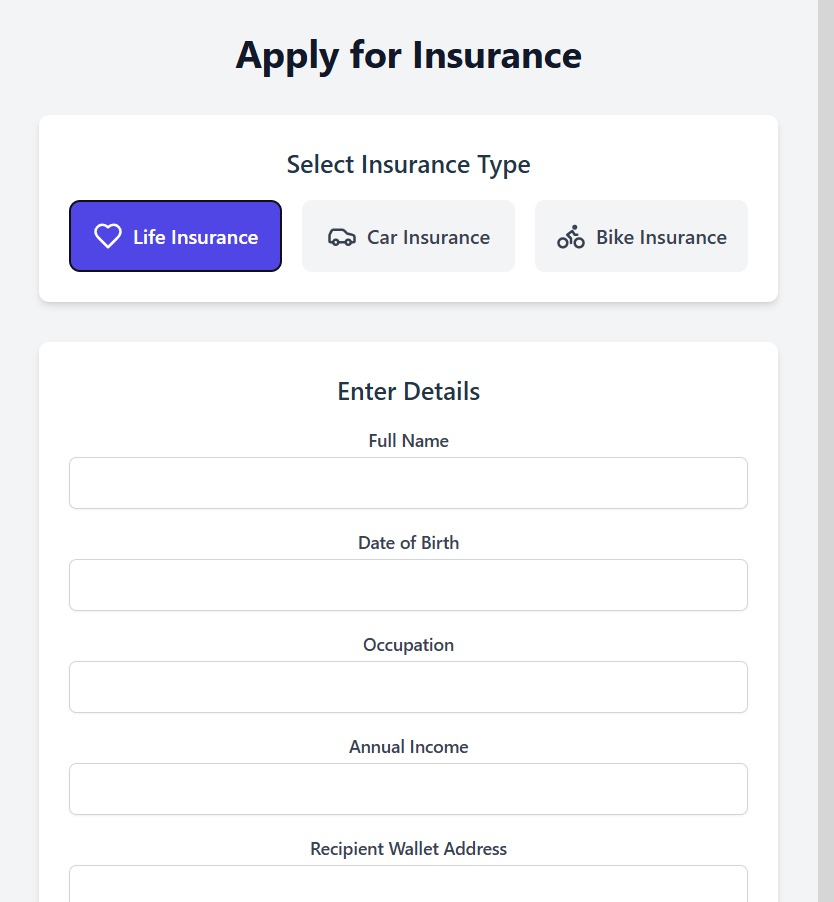 Apply for Insurance
Select Insurance Type
Life Insurance
Car Insurance
Bike Insurance
Enter Details
Full Name
Date of Birth
Occupation
Annual Income
Recipient Wallet Address